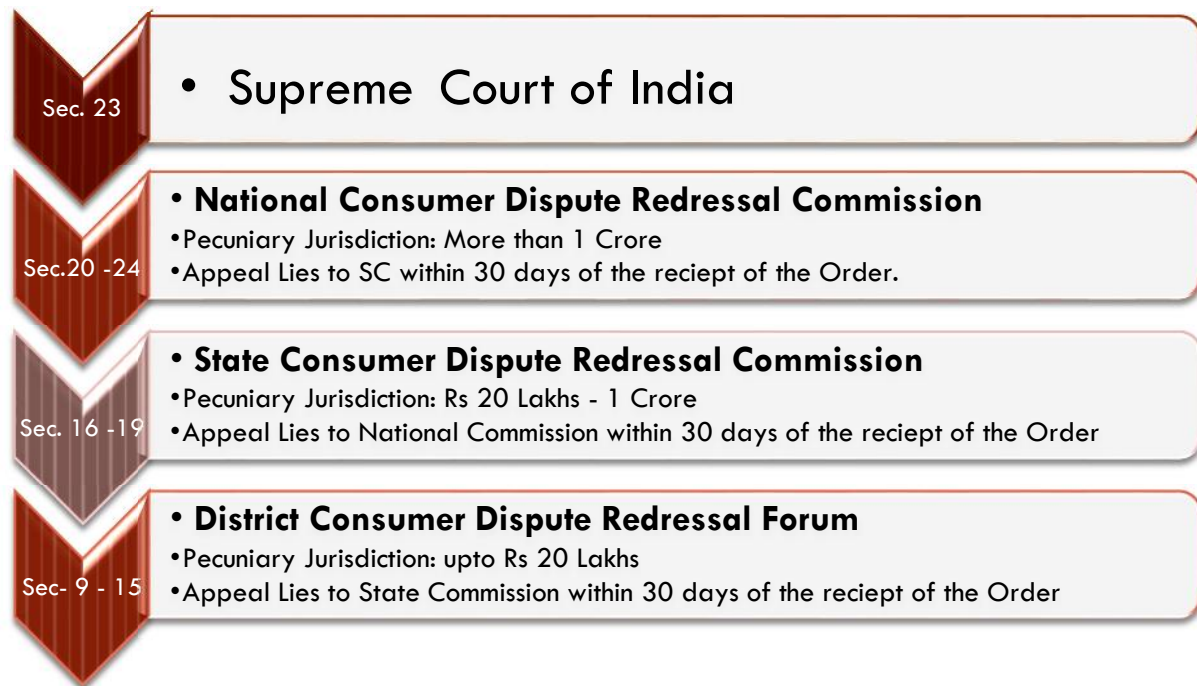 Sec. 23
• Supreme Court of India
Sec.20 -24
• National Consumer Dispute Redressal Commission
•Pecuniary Jurisdiction: More than 1 Crore
•Appeal Lies to SC within 30 days of the reciept of the Order.
Sec. 16 -19
• State Consumer Dispute Redressal Commission
•Pecuniary Jurisdiction: Rs 20 Lakhs - 1 Crore
•Appeal Lies to National Commission within 30 days of the reciept of the Order
Sec- 9 - 15
• District Consumer Dispute Redressal Forum
•Pecuniary Jurisdiction: upto Rs 20 Lakhs
•Appeal Lies to State Commission within 30 days of the reciept of the Order